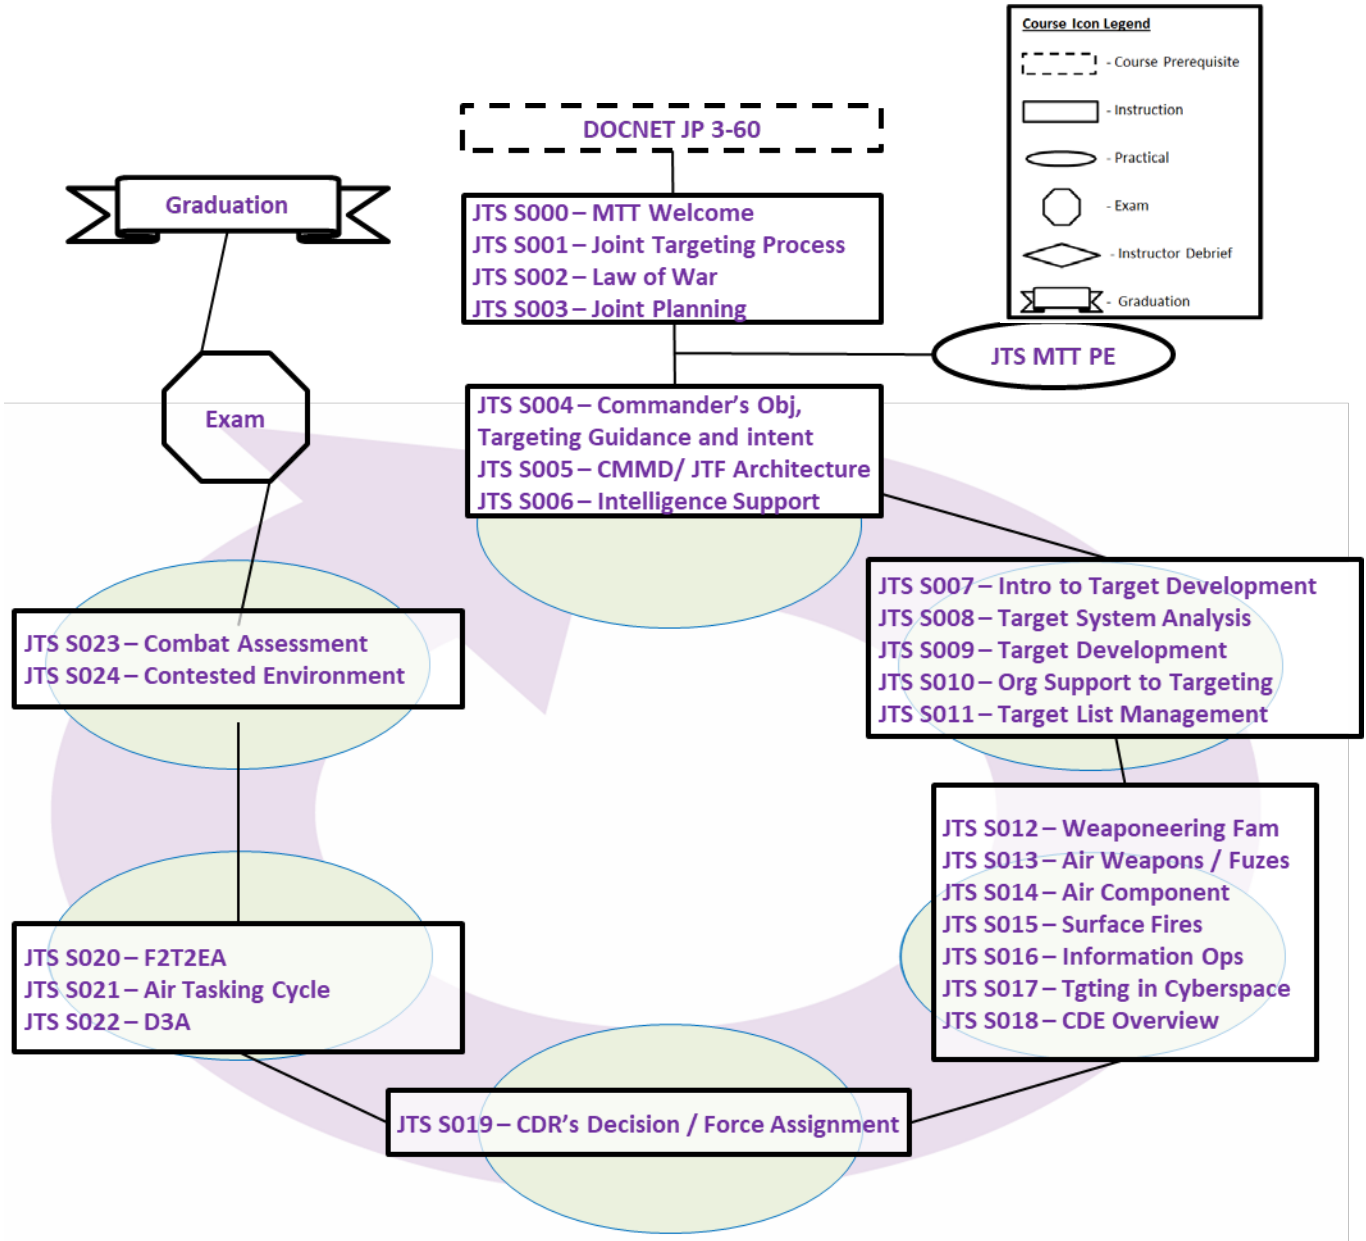 Course Icon Legend
- Course Prerequisite
- Instruction
- Practical
- Exam
- Instructor Debrief
- Graduation
DOCNET JP 3-60
Graduation
JTS S000 – MTT Welcome
JTS S001 – Joint Targeting Process
JTS S002 – Law of War
JTS S003 – Joint Planning
JTS MTT PE
Exam
JTS S004 – Commander's Obj,
Targeting Guidance and intent
JTS S005 – CMMD/ JTF Architecture
JTS S006 – Intelligence Support
JTS S007 – Intro to Target Development
JTS S008 – Target System Analysis
JTS S009 – Target Development
JTS S010 – Org Support to Targeting
JTS S011 – Target List Management
JTS S023 – Combat Assessment
JTS S024 – Contested Environment
JTS S012 – Weaponeering Fam
JTS S013 – Air Weapons / Fuzes
JTS S014 – Air Component
JTS S015 – Surface Fires
JTS S016 – Information Ops
JTS S017 – Tgting in Cyberspace
JTS S018 – CDE Overview
JTS S020 – F2T2EA
JTS S021 – Air Tasking Cycle
JTS S022 – D3A
JTS S019 – CDR's Decision / Force Assignment